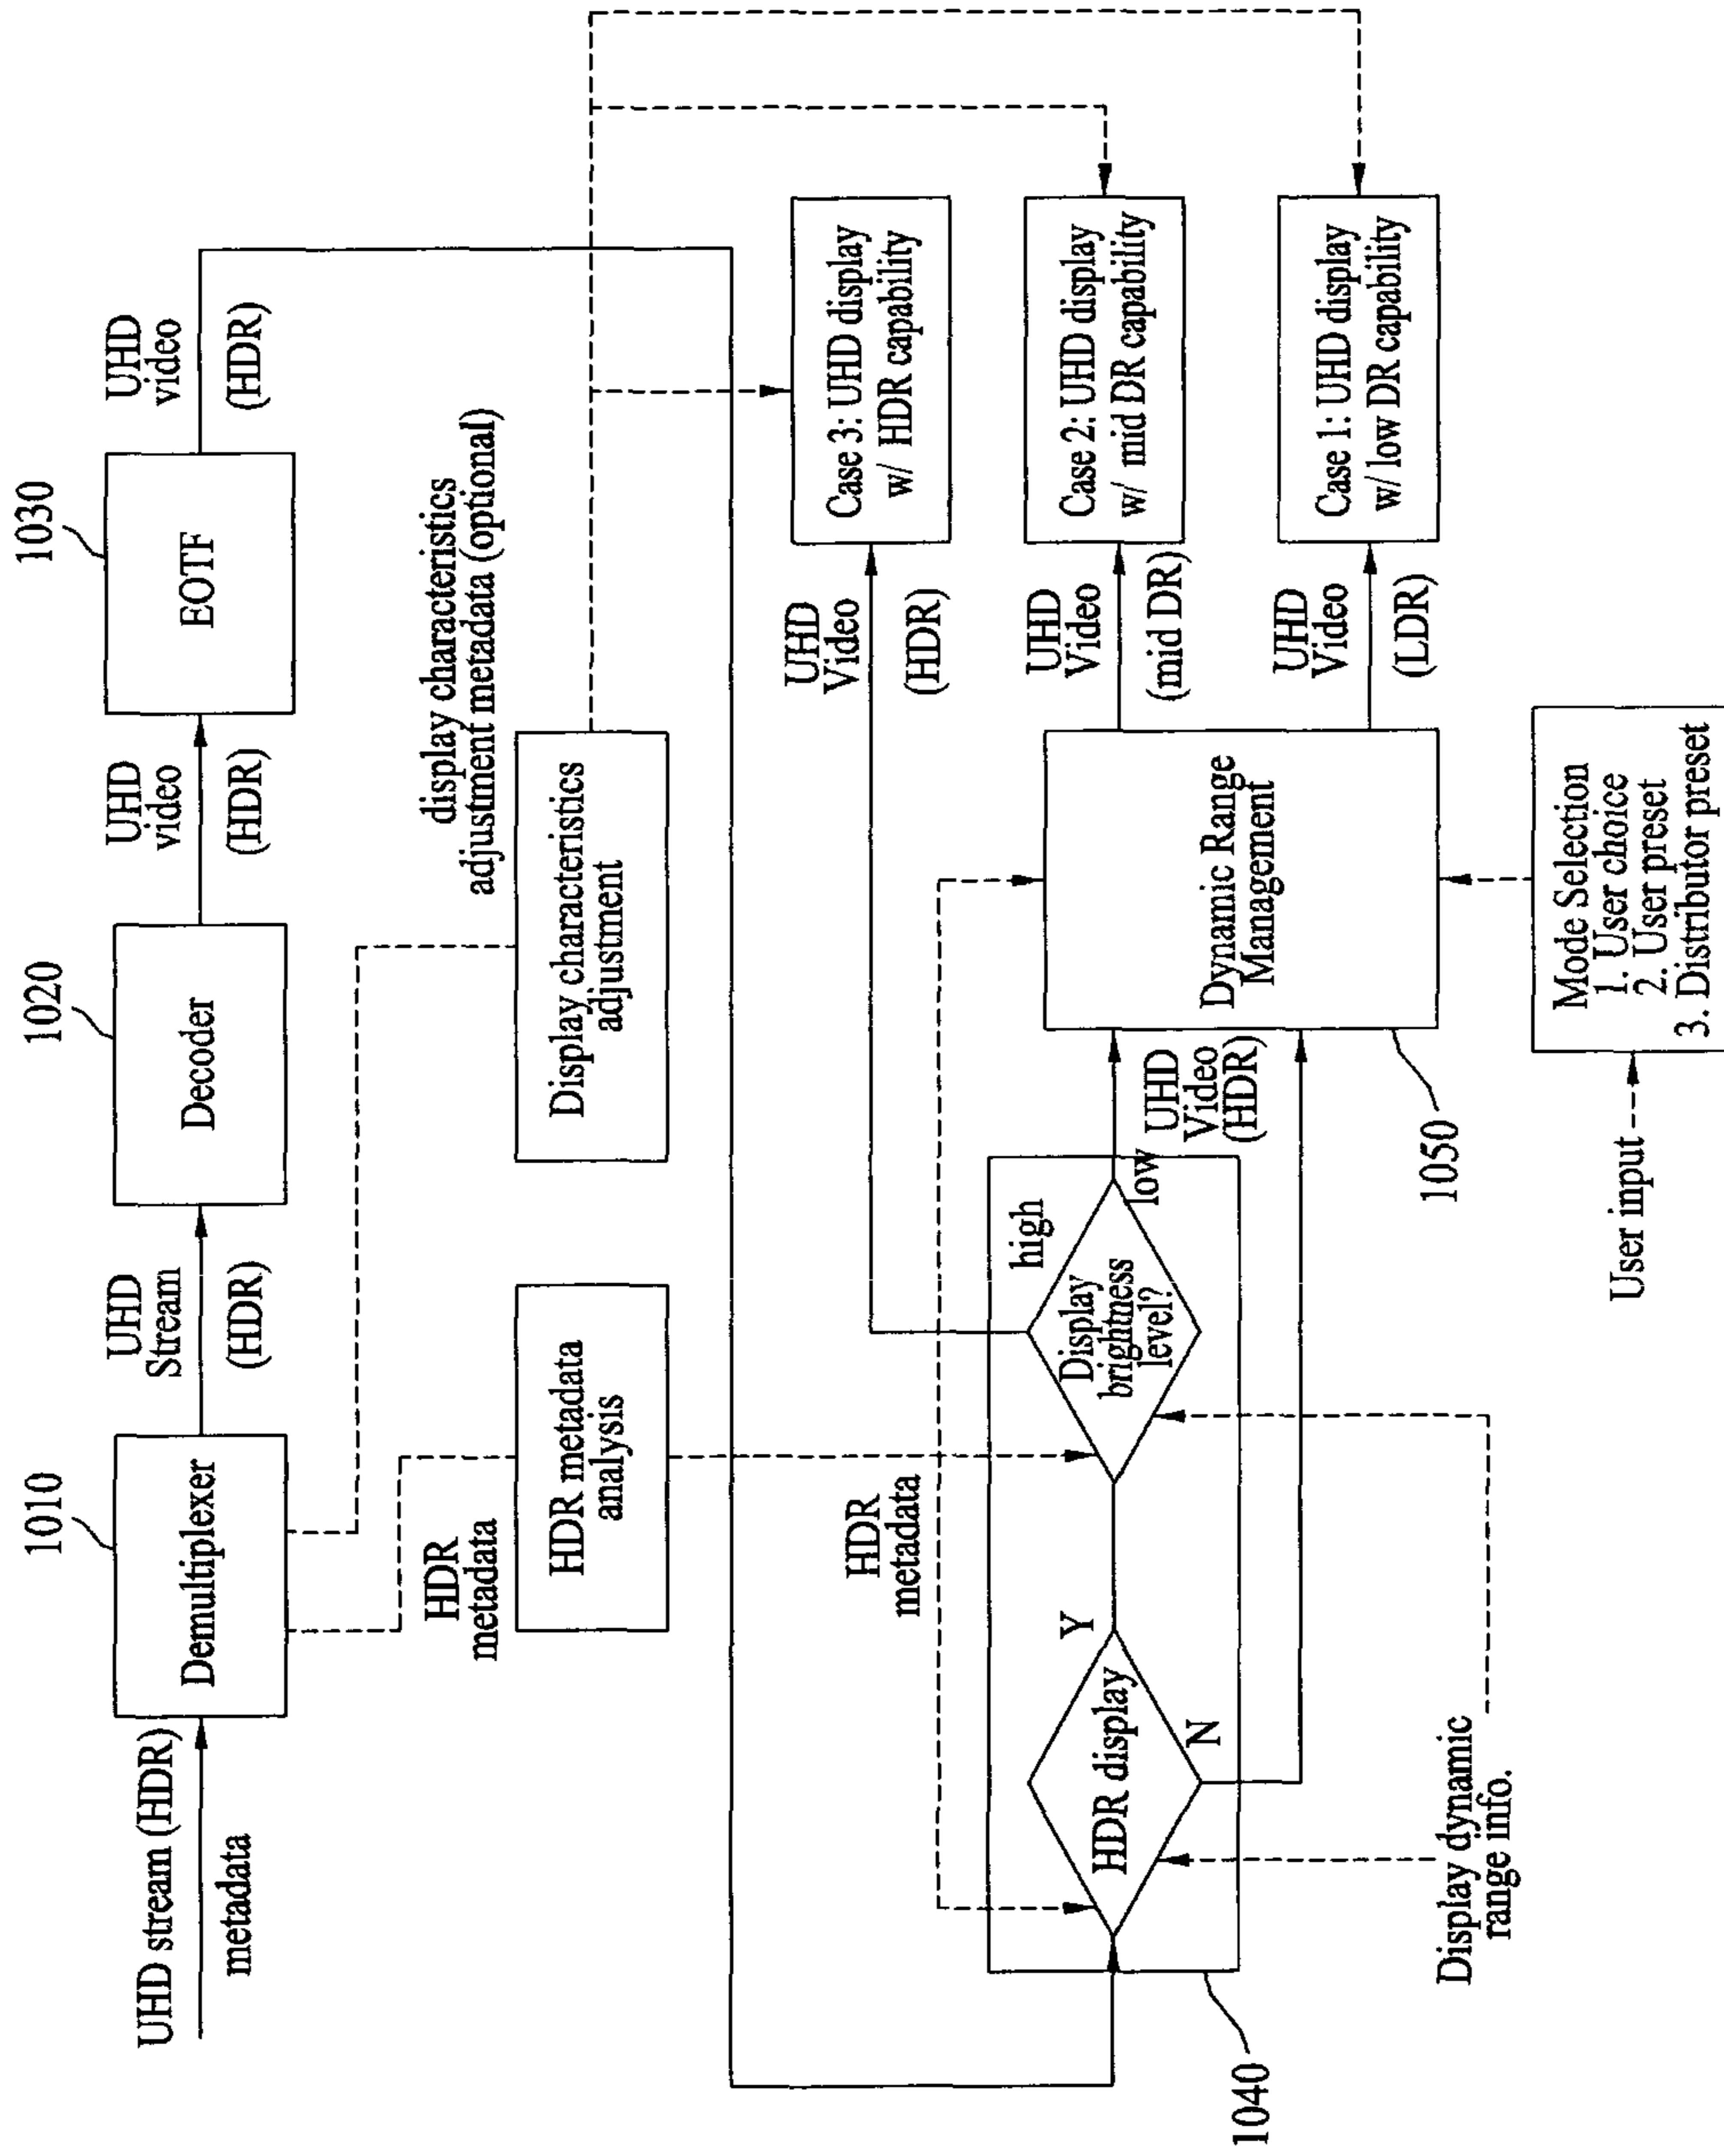 UHD stream (HDR)
metadata
1010
Demultiplexer
UHD
Stream
(HDR)
1020
Decoder
UHD
video
(HDR)
1030
EOTF
UHD
video
(HDR)
HDR
metadata
HDR metadata
analysis
Display characteristics
adjustment
display characteristics
adjustment metadata (optional)
HDR
metadata
1040
HDR display
Y
N
Display
brightness
level?
high
low
UHD
Video
(HDR)
Display dynamic
range info.
1050
Dynamic Range
Management
User input
Mode Selection
1. User choice
2. User preset
3. Distributor preset
UHD
Video
(HDR)
Case 3: UHD display
w/ HDR capability
UHD
Video
(mid DR)
Case 2: UHD display
w/ mid DR capability
UHD
Video
(LDR)
Case 1: UHD display
w/ low DR capability